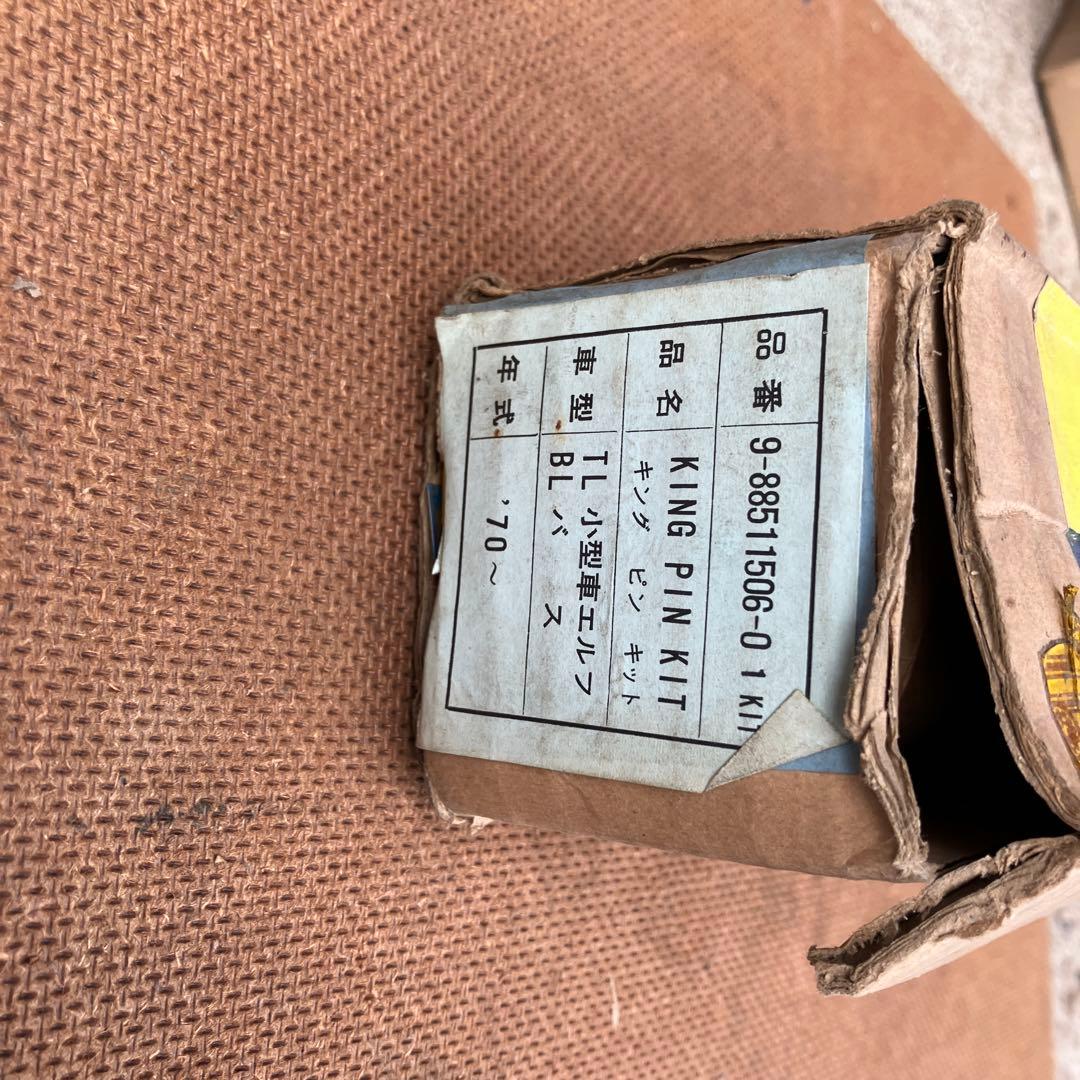 品番 9-88511506-0 1 KIT
品名 KING PIN KIT
キング ピン キット
車型 TL 小型車エルフ
BL バス
年式 '70~